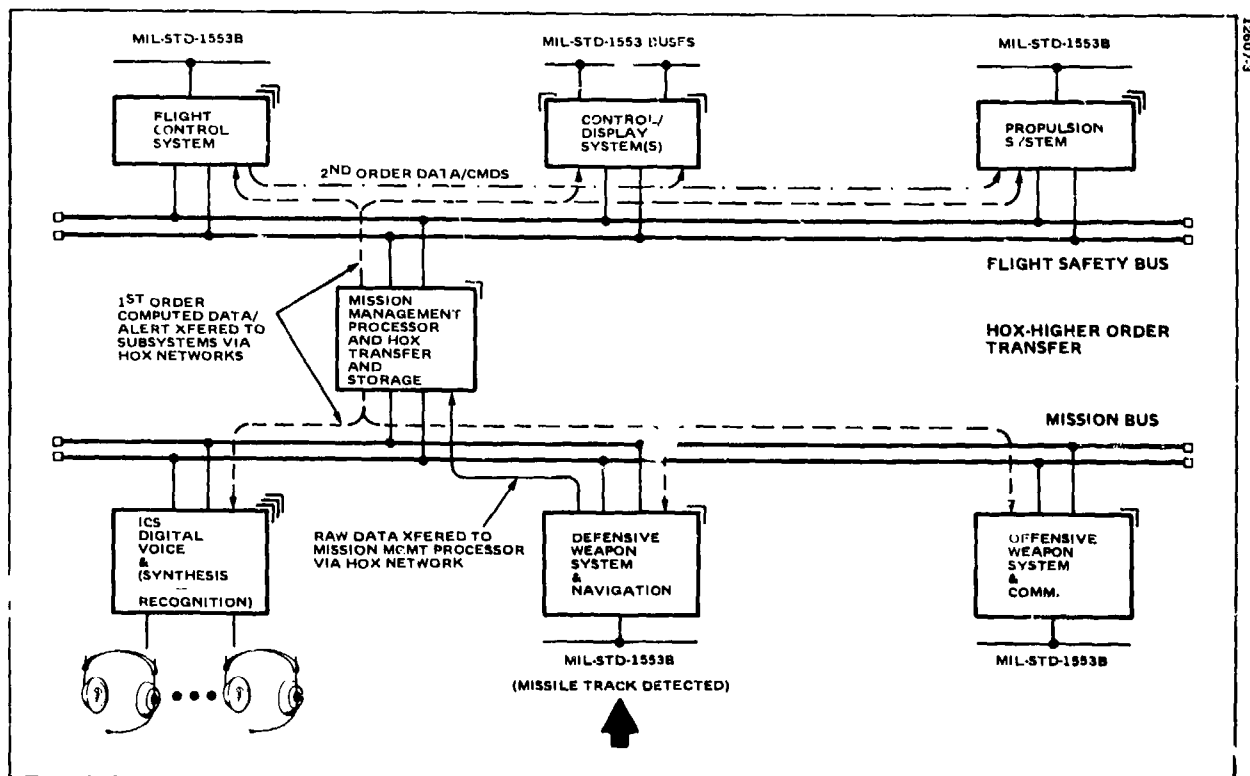 12607-3
MIL-STD-1553B
MIL-STD-1553 BUSES
MIL-STD-1553B
FLIGHT
CONTROL
SYSTEM
CONTROL/
DISPLAY
SYSTEM(S)
PROPULSION
SYSTEM
2ND ORDER DATA/CMDS
FLIGHT SAFETY BUS
1ST ORDER
COMPUTED DATA/
ALERT XFERED TO
SUBSYSTEMS VIA
HOX NETWORKS
MISSION
MANAGEMENT
PROCESSOR
AND HOX
TRANSFER
AND
STORAGE
HOX-HIGHER ORDER
TRANSFER
MISSION BUS
ICS
DIGITAL
VOICE
&
(SYNTHESIS
RECOGNITION)
RAW DATA XFERED TO
MISSION MGMT PROCESSOR
VIA HOX NETWORK
DEFENSIVE
WEAPON
SYSTEM
&
NAVIGATION
OFFENSIVE
WEAPON
SYSTEM
&
COMM.
MIL-STD-1553B
(MISSILE TRACK DETECTED)
MIL-STD-1553B